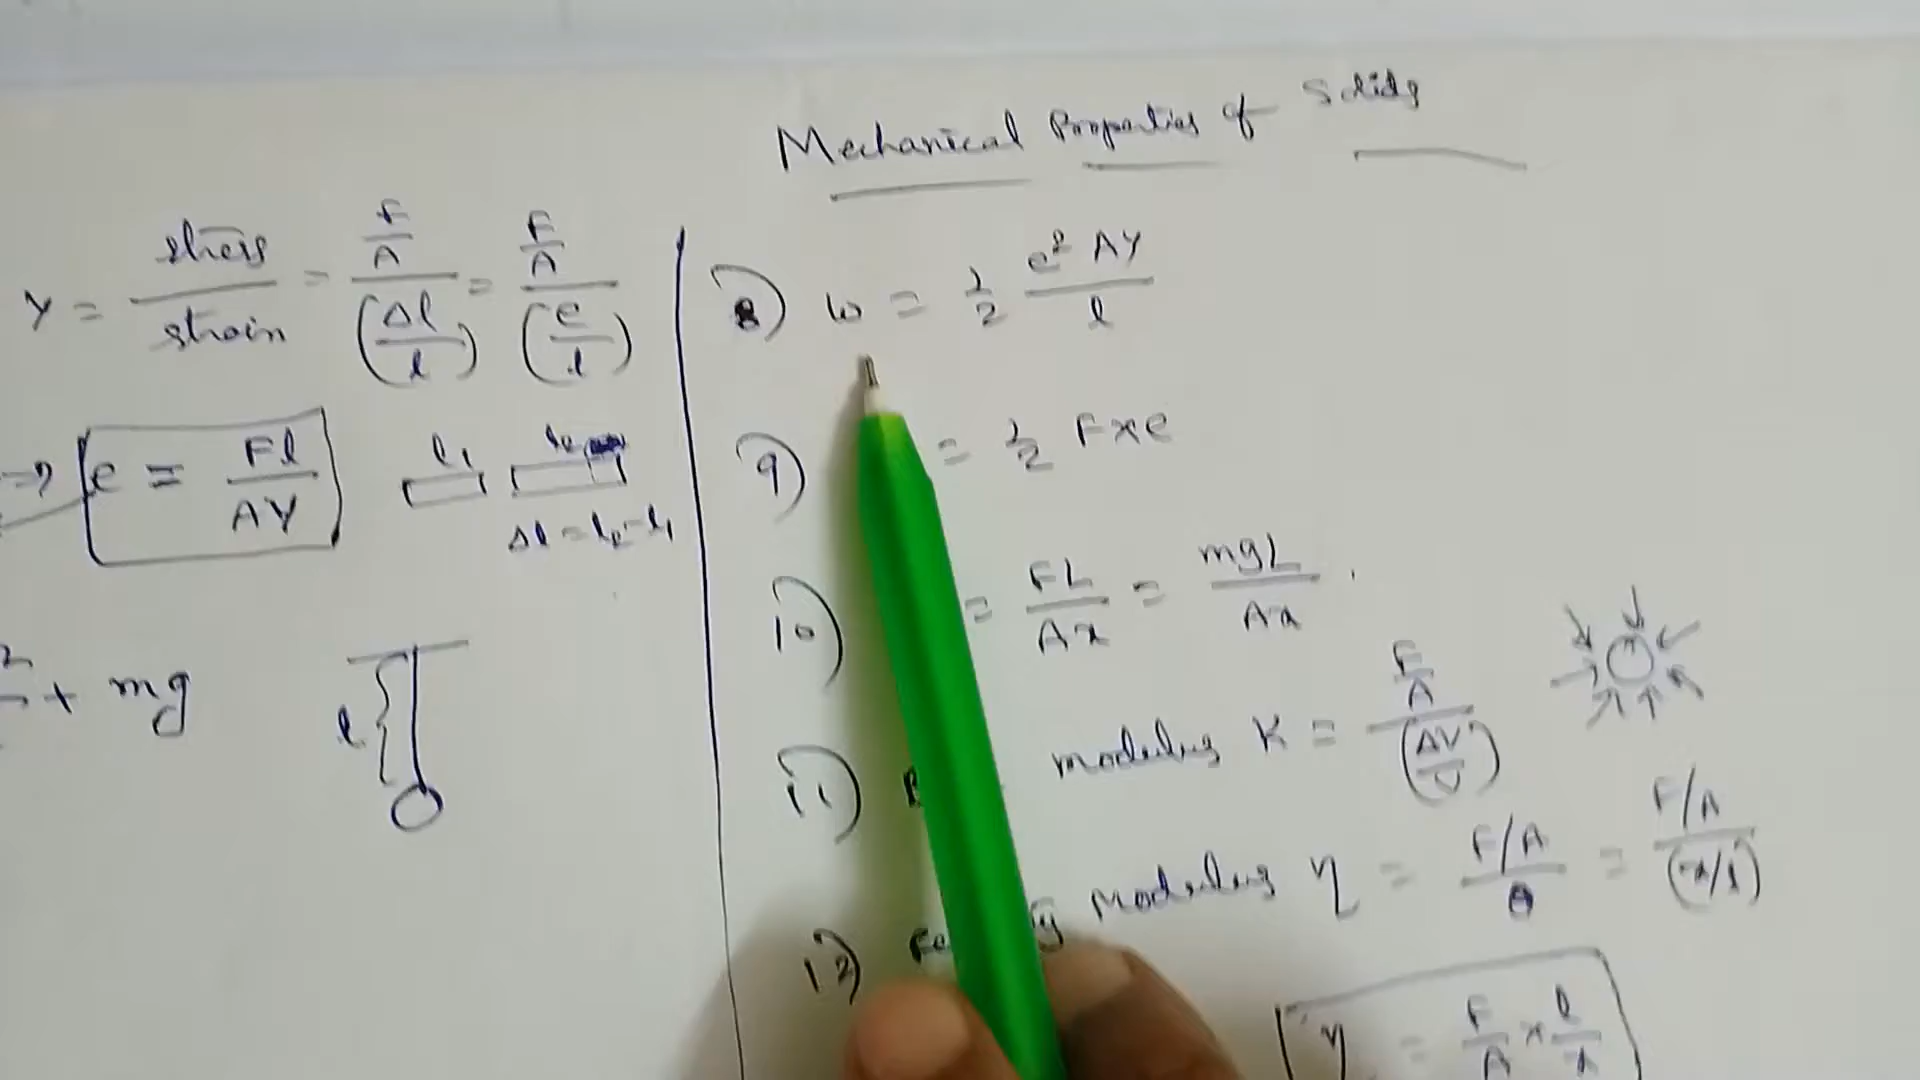 Mechanical Properties of Solids
Y = stress / strain = (F/A) / (Δl/l) = (F/A) / (e/l)
⇒ e = Fl / AY
l₁
Δl = l₂ - l₁
+ mg
l
8) W = 1/2 e² AY / l
9) = 1/2 F x e
10) = FL / Ax = mgL / Ax .
11) modulus K = (F/A) / (ΔV/V)
12) modulus η = F/A / θ = F/A / (x/l)
η = F/A x l/x